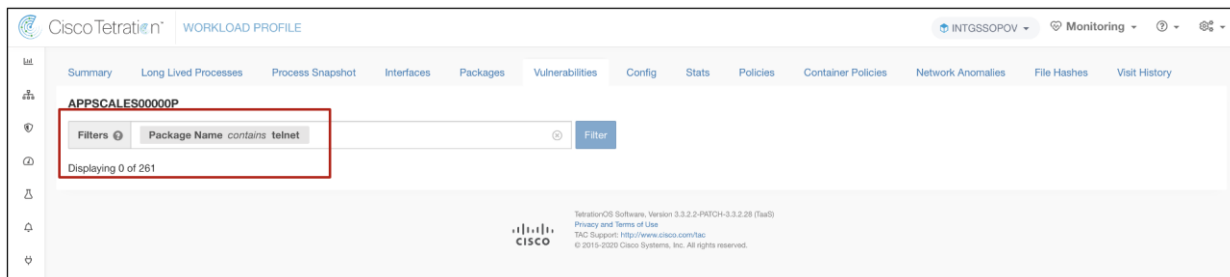 Cisco Tetration™ WORKLOAD PROFILE INTGSSOPOV Monitoring
Summary Long Lived Processes Process Snapshot Interfaces Packages Vulnerabilities Config Stats Policies Container Policies Network Anomalies File Hashes Visit History
APPSCALES00000P
Filters Package Name contains telnet Filter
Displaying 0 of 261
TetrationOS Software, Version 3.3.2.2-PATCH-3.3.2.28 (TaaS)
Privacy and Terms of Use
TAC Support: http://www.cisco.com/tac
© 2015-2020 Cisco Systems, Inc. All rights reserved.
CISCO